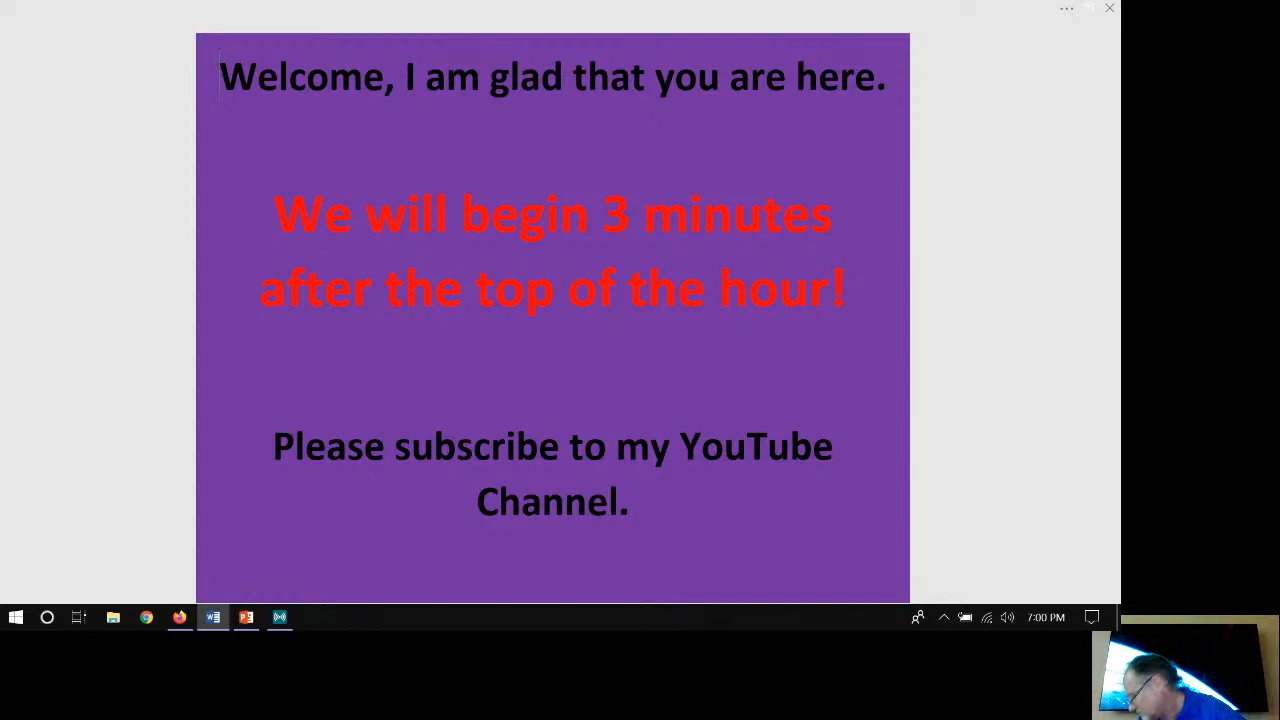 Welcome, I am glad that you are here.
We will begin 3 minutes
after the top of the hour!
Please subscribe to my YouTube
Channel.
7:00 PM